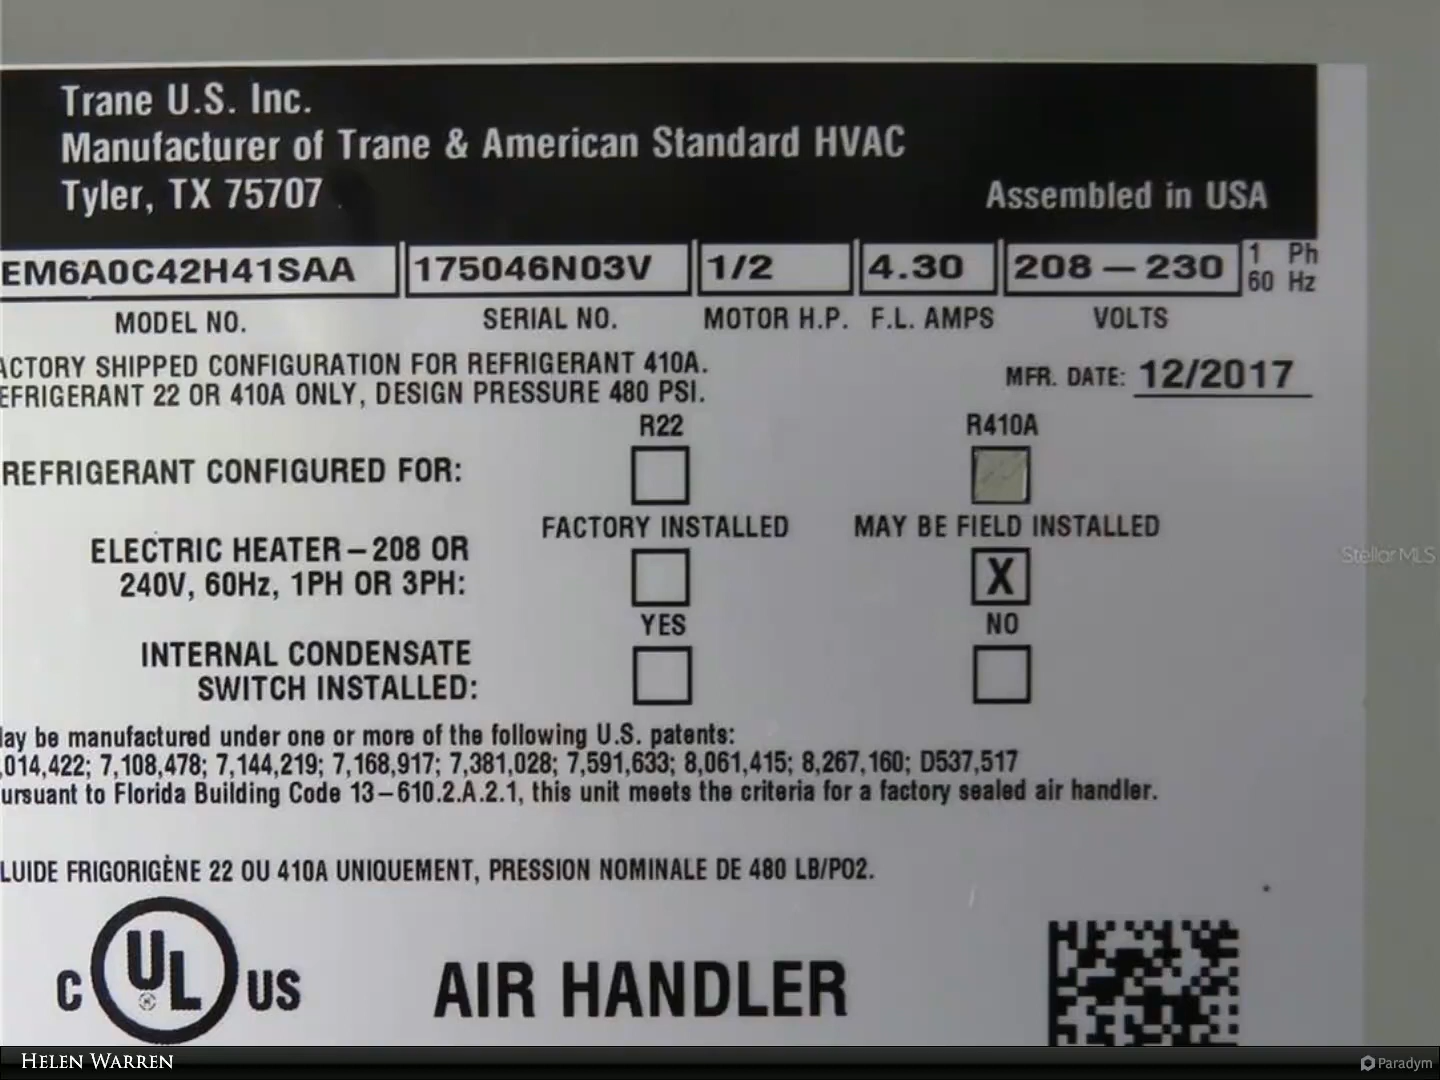 Trane U.S. Inc.
Manufacturer of Trane & American Standard HVAC
Tyler, TX 75707
Assembled in USA
EM6A0C42H41SAA 175046N03V 1/2 4.30 208 – 230 1 Ph
60 Hz
MODEL NO. SERIAL NO. MOTOR H.P. F.L. AMPS VOLTS
ACTORY SHIPPED CONFIGURATION FOR REFRIGERANT 410A.
MFR. DATE: 12/2017
EFRIGERANT 22 OR 410A ONLY, DESIGN PRESSURE 480 PSI.
R22 R410A
REFRIGERANT CONFIGURED FOR:
FACTORY INSTALLED MAY BE FIELD INSTALLED
ELECTRIC HEATER – 208 OR
240V, 60Hz, 1PH OR 3PH: X
YES NO
INTERNAL CONDENSATE
SWITCH INSTALLED:
ay be manufactured under one or more of the following U.S. patents:
,014,422; 7,108,478; 7,144,219; 7,168,917; 7,381,028; 7,591,633; 8,061,415; 8,267,160; D537,517
ursuant to Florida Building Code 13–610.2.A.2.1, this unit meets the criteria for a factory sealed air handler.
LUIDE FRIGORIGÈNE 22 OU 410A UNIQUEMENT, PRESSION NOMINALE DE 480 LB/PO2.
C UL US
AIR HANDLER
Stellar MLS
HELEN WARREN
Paradym